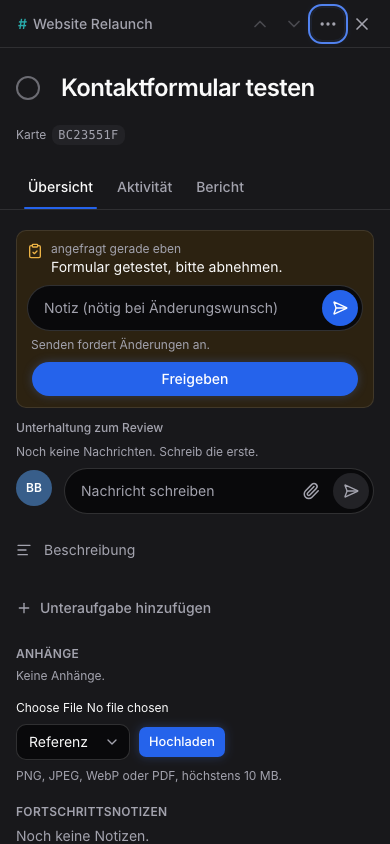 # Website Relaunch
Kontaktformular testen
Karte BC23551F
Übersicht Aktivität Bericht
angefragt gerade eben
Formular getestet, bitte abnehmen.
Notiz (nötig bei Änderungswunsch)
Senden fordert Änderungen an.
Freigeben
Unterhaltung zum Review
Noch keine Nachrichten. Schreib die erste.
BB Nachricht schreiben
Beschreibung
Unteraufgabe hinzufügen
ANHÄNGE
Keine Anhänge.
Choose File No file chosen
Referenz Hochladen
PNG, JPEG, WebP oder PDF, höchstens 10 MB.
FORTSCHRITTSNOTIZEN
Noch keine Notizen.